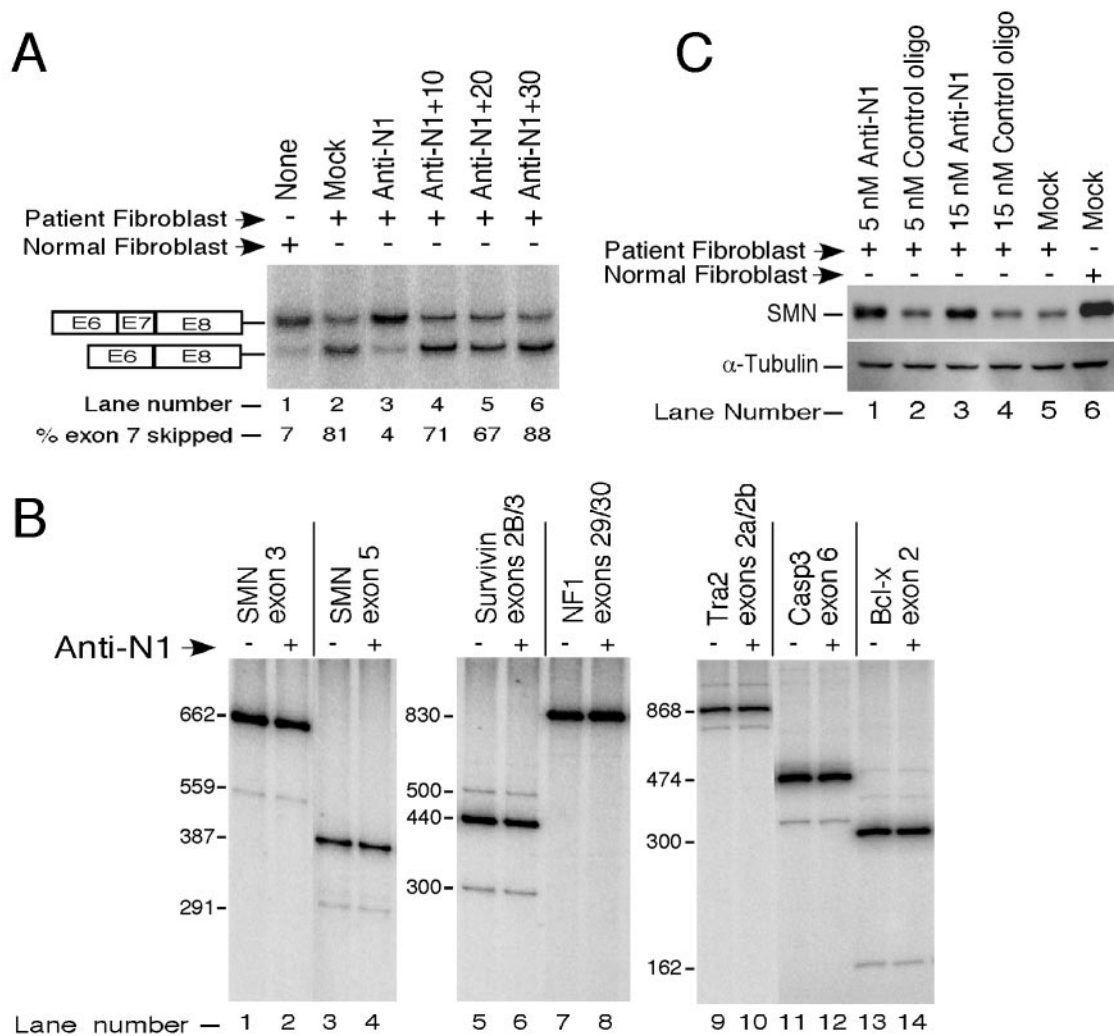 A
None
Mock
Anti-N1
Anti-N1+10
Anti-N1+20
Anti-N1+30
Patient Fibroblast - + + + + +
Normal Fibroblast + - - - - -
E6 E7 E8
E6 E8
Lane number – 1 2 3 4 5 6
% exon 7 skipped – 7 81 4 71 67 88
C
5 nM Anti-N1
5 nM Control oligo
15 nM Anti-N1
15 nM Control oligo
Mock
Mock
Patient Fibroblast + + + + + -
Normal Fibroblast - - - - - +
SMN –
α-Tubulin –
Lane Number – 1 2 3 4 5 6
B
SMN
exon 3
SMN
exon 5
Survivin
exons 2B/3
NF1
exons 29/30
Tra2
exons 2a/2b
Casp3
exon 6
Bcl-x
exon 2
Anti-N1 - + - + - + - + - + - + - +
662 –
559 –
387 –
291 –
830 –
500 –
440 –
300 –
868 –
474 –
300 –
162 –
Lane number – 1 2 3 4 5 6 7 8 9 10 11 12 13 14